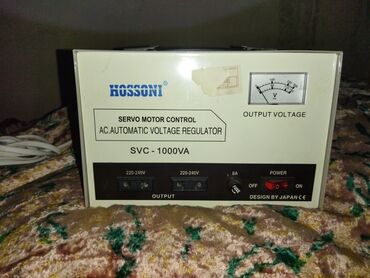 HOSSONI
SERVO MOTOR CONTROL
AC.AUTOMATIC VOLTAGE REGULATOR
SVC - 1000VA
V
OUTPUT VOLTAGE
220-240V 220-240V 8A POWER
OFF ON
OUTPUT
DESIGN BY JAPAN CE